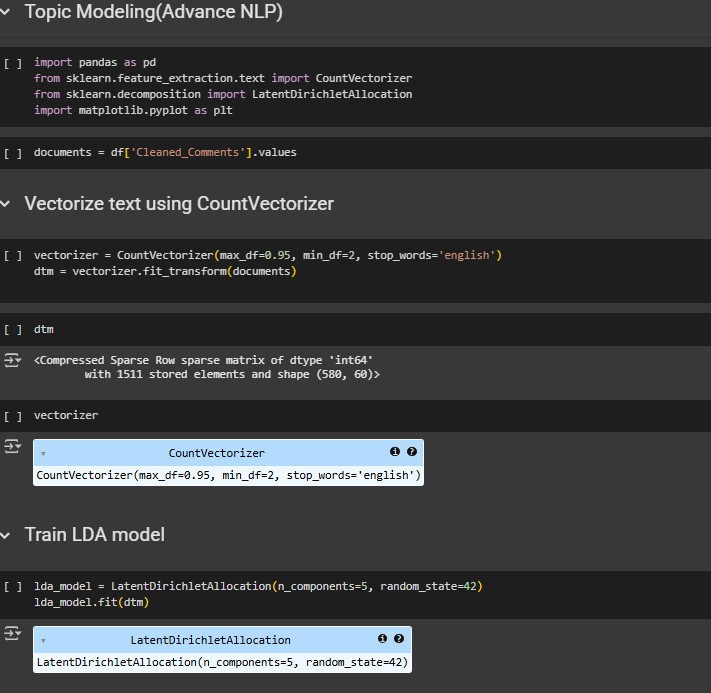 Topic Modeling(Advance NLP)
[ ] import pandas as pd
from sklearn.feature_extraction.text import CountVectorizer
from sklearn.decomposition import LatentDirichletAllocation
import matplotlib.pyplot as plt
[ ] documents = df['Cleaned_Comments'].values
Vectorize text using CountVectorizer
[ ] vectorizer = CountVectorizer(max_df=0.95, min_df=2, stop_words='english')
dtm = vectorizer.fit_transform(documents)
[ ] dtm
<Compressed Sparse Row sparse matrix of dtype 'int64'
with 1511 stored elements and shape (580, 60)>
[ ] vectorizer
CountVectorizer
CountVectorizer(max_df=0.95, min_df=2, stop_words='english')
Train LDA model
[ ] lda_model = LatentDirichletAllocation(n_components=5, random_state=42)
lda_model.fit(dtm)
LatentDirichletAllocation
LatentDirichletAllocation(n_components=5, random_state=42)